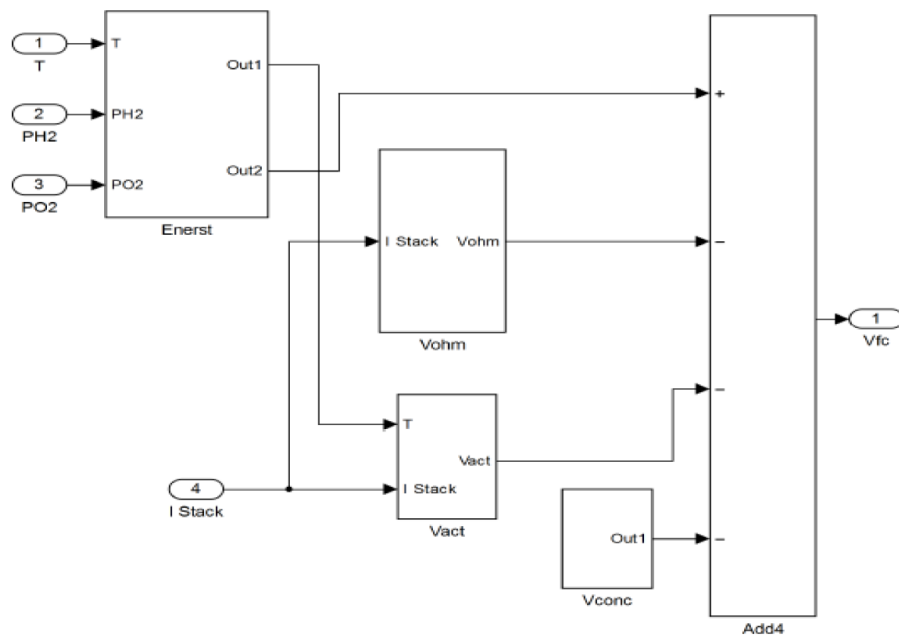 1
T
T
2
PH2
PH2
3
PO2
PO2
Out1
Out2
Enerst
I Stack
Vohm
Vohm
T
I Stack
Vact
Vact
4
I Stack
Out1
Vconc
+
−
−
−
Add4
1
Vfc